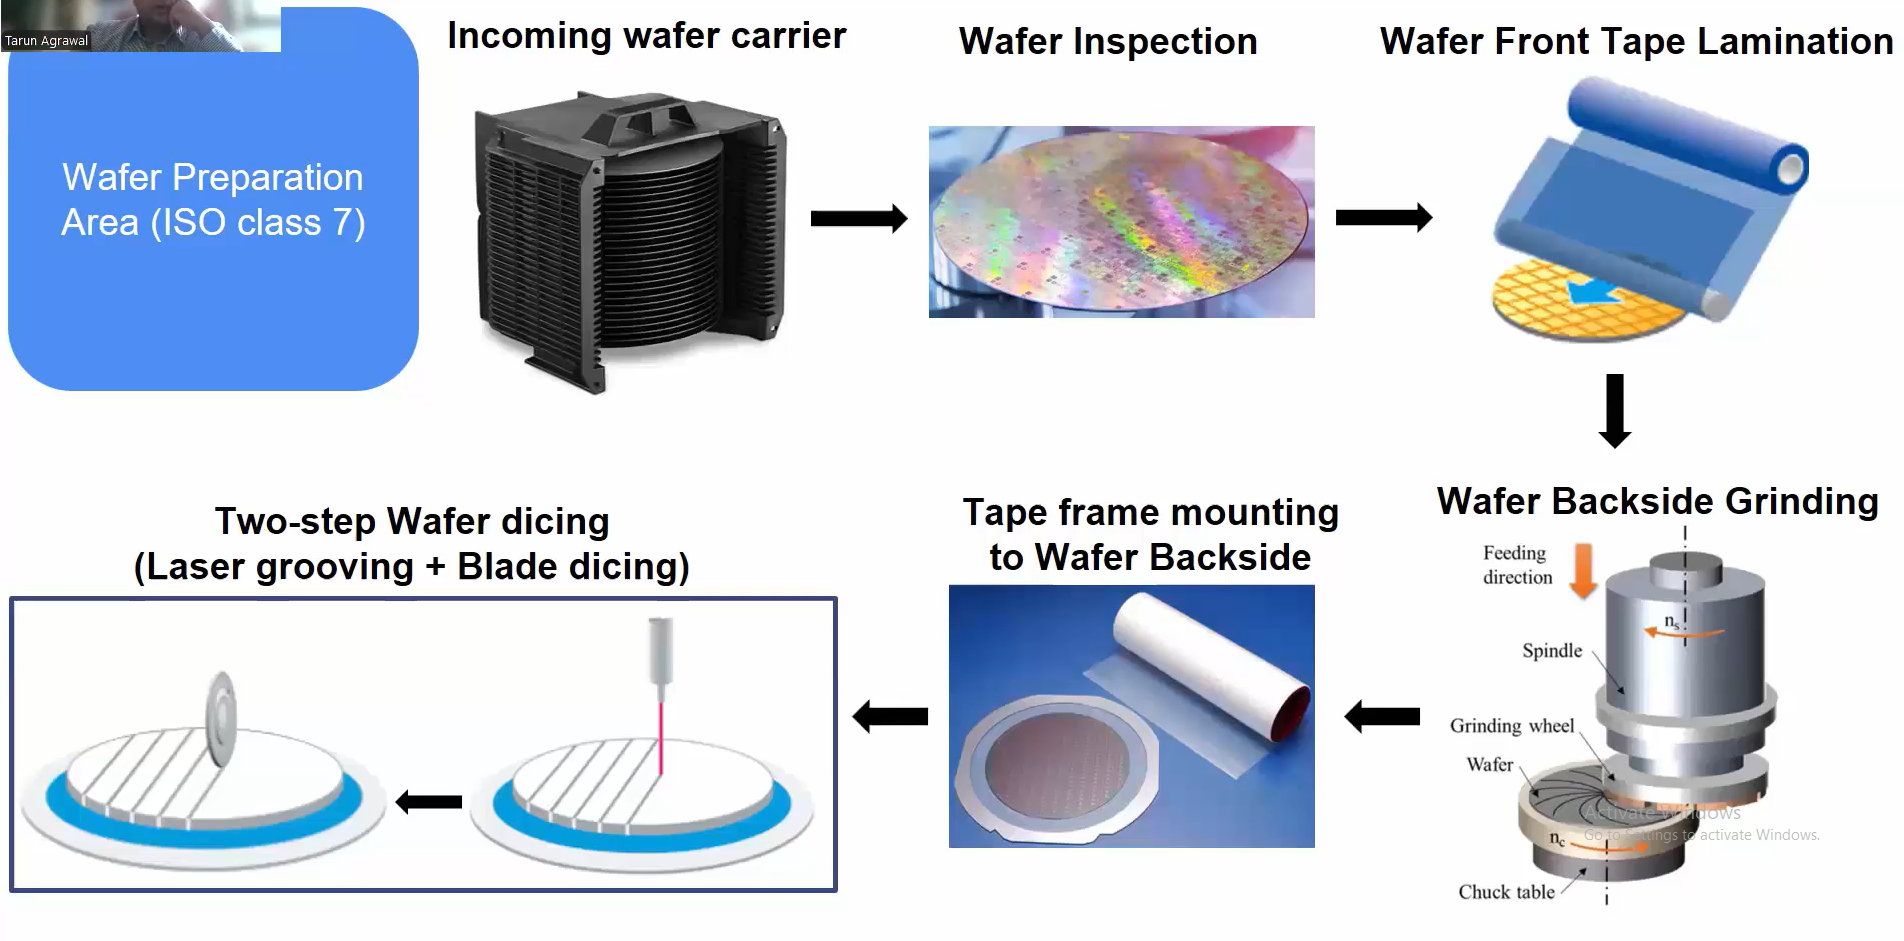 Tarun Agrawal
Wafer Preparation
Area (ISO class 7)
Incoming wafer carrier
Wafer Inspection
Wafer Front Tape Lamination
Wafer Backside Grinding
Feeding
direction
nₛ
Spindle
Grinding wheel
Wafer
n꜀
Chuck table
Activate Windows
Go to Settings to activate Windows.
Tape frame mounting
to Wafer Backside
Two-step Wafer dicing
(Laser grooving + Blade dicing)